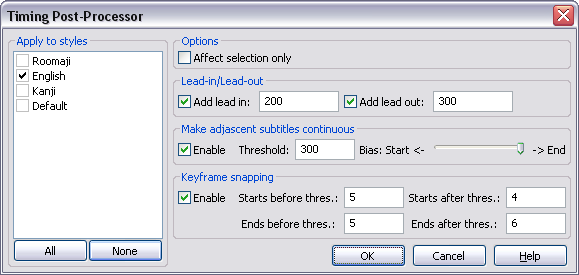 Timing Post-Processor
Apply to styles
Roomaji
English
Kanji
Default
All None
Options
Affect selection only
Lead-in/Lead-out
Add lead in: 200 Add lead out: 300
Make adjascent subtitles continuous
Enable Threshold: 300 Bias: Start <- -> End
Keyframe snapping
Enable Starts before thres.: 5 Starts after thres.: 4
Ends before thres.: 5 Ends after thres.: 6
OK Cancel Help